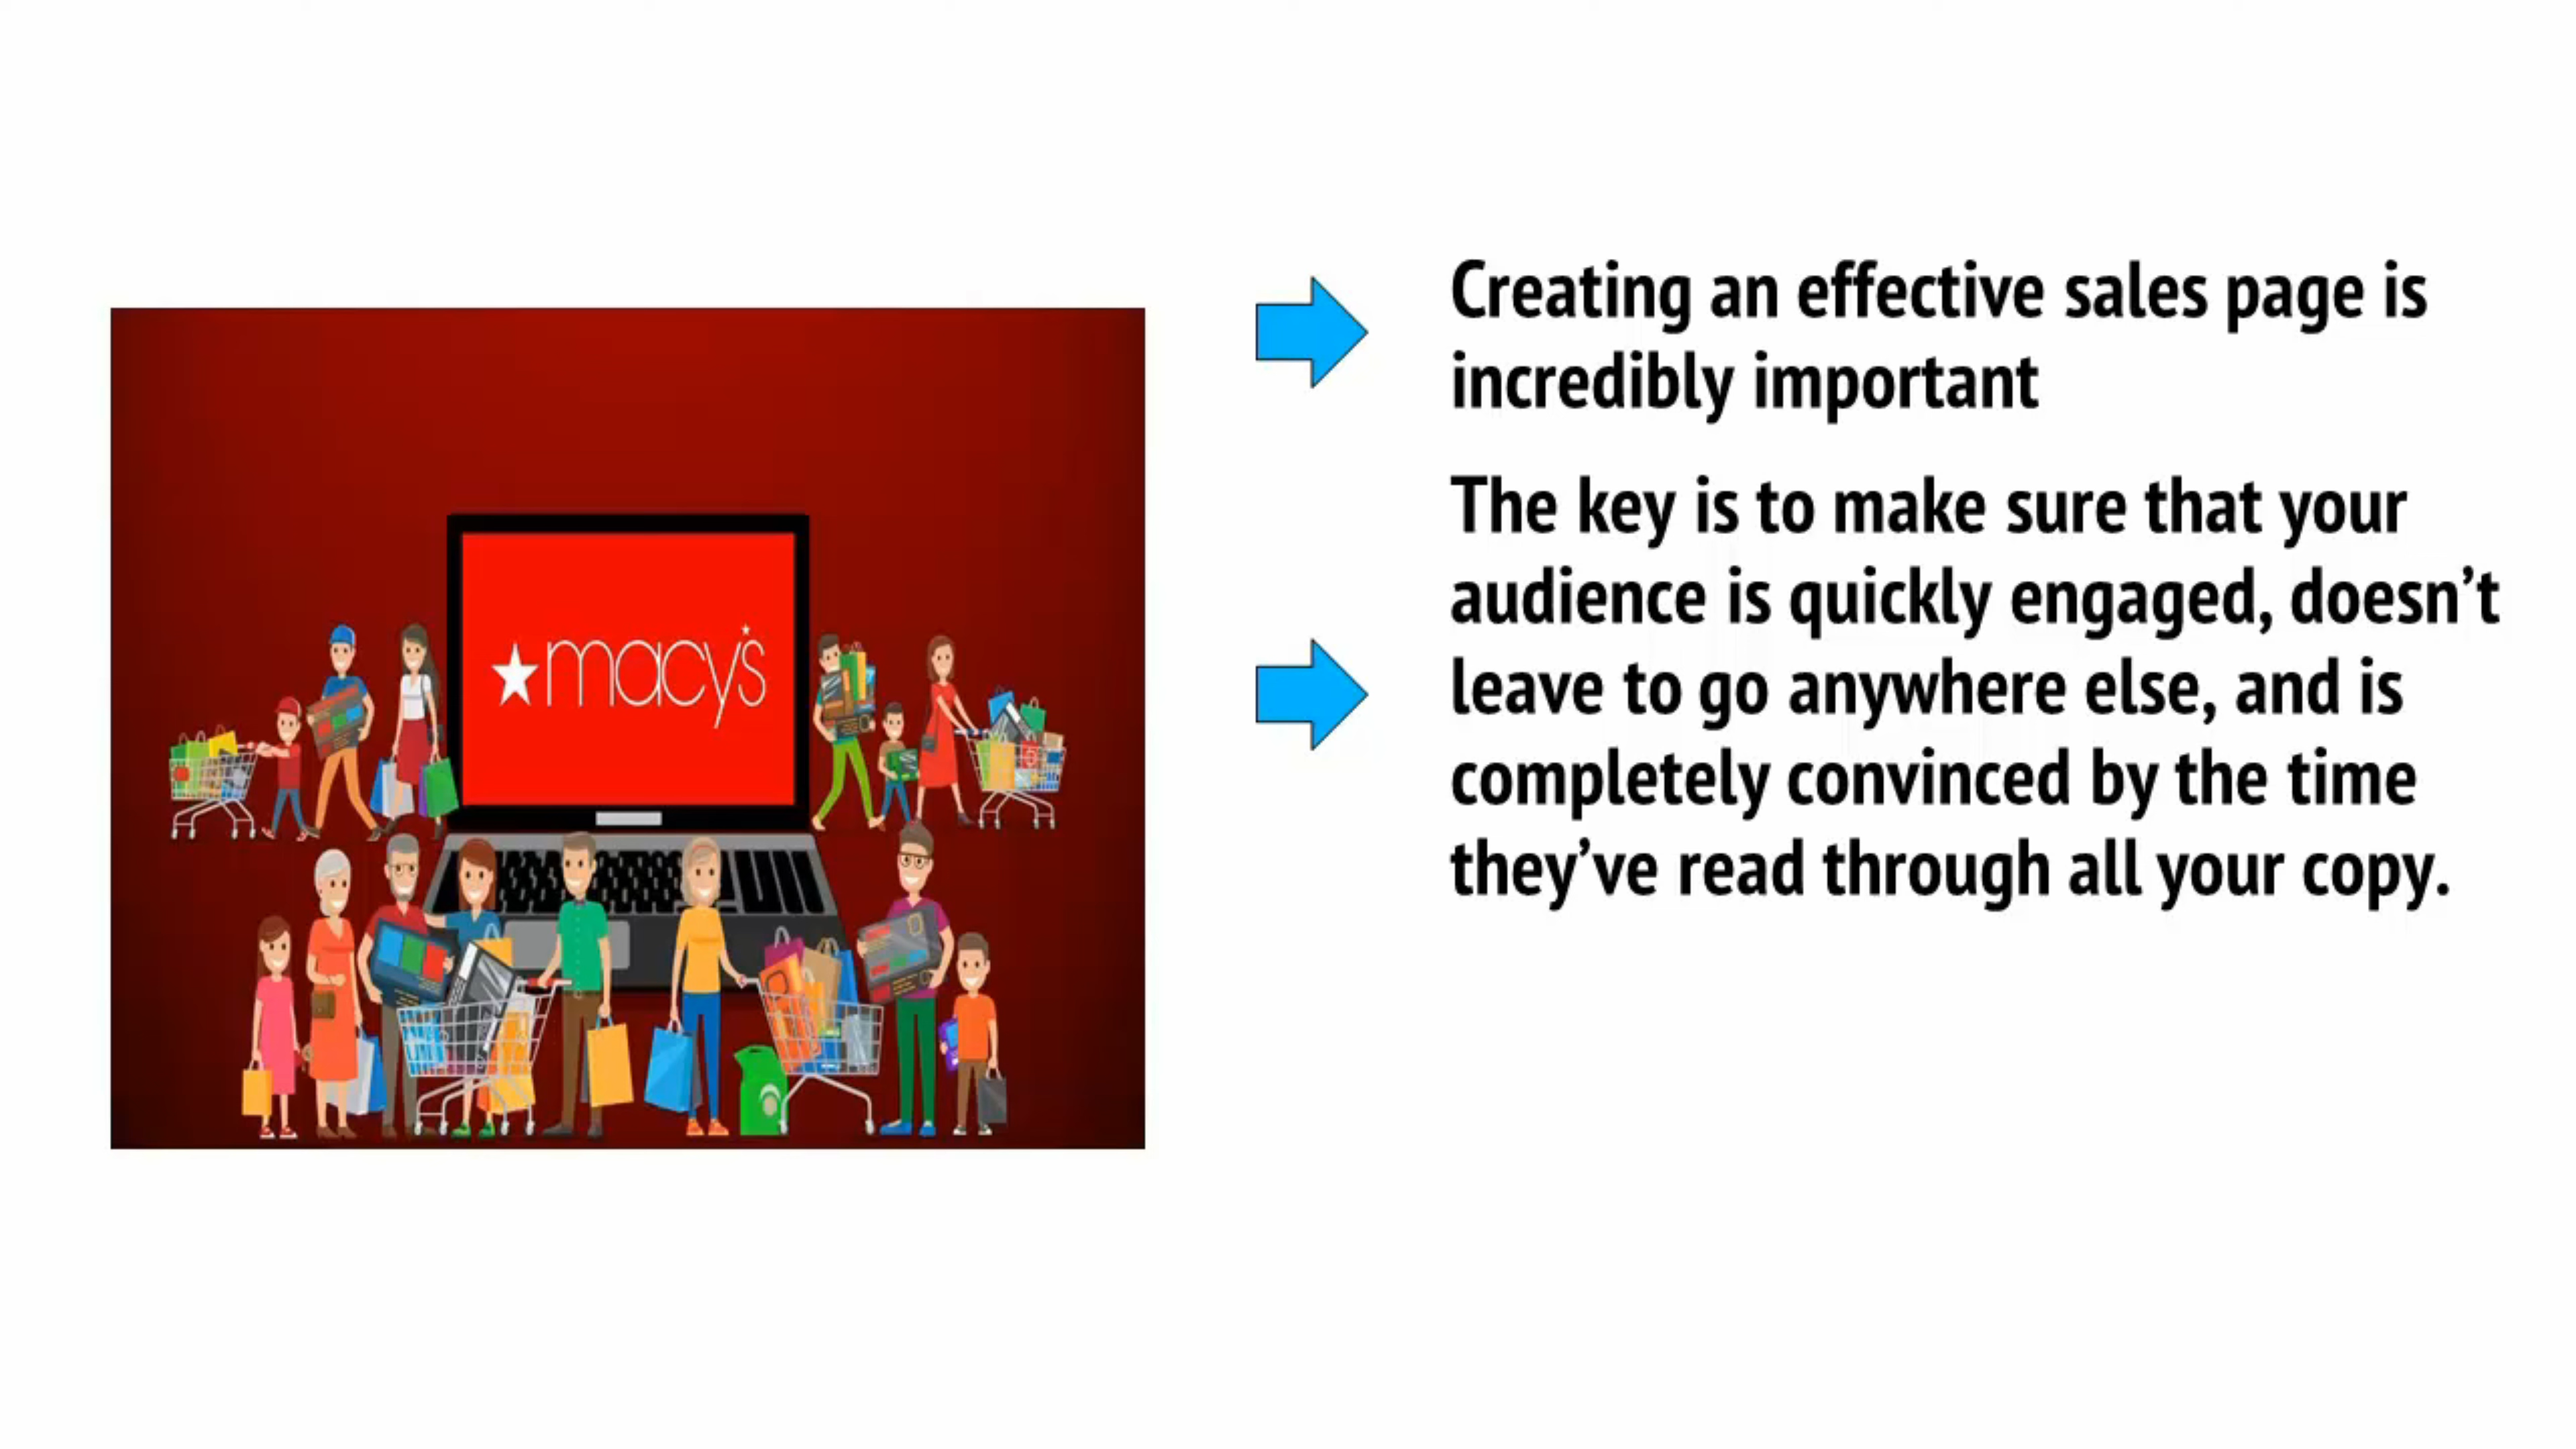 macy's
Creating an effective sales page is
incredibly important
The key is to make sure that your
audience is quickly engaged, doesn’t
leave to go anywhere else, and is
completely convinced by the time
they’ve read through all your copy.